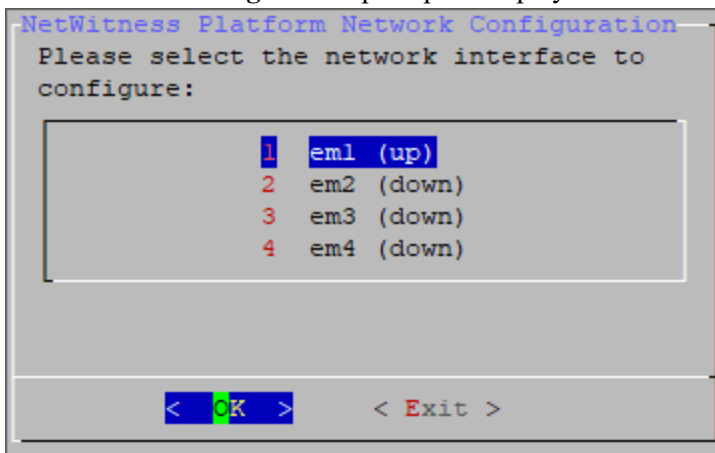 NetWitness Platform Network Configuration
Please select the network interface to
configure:
1 em1 (up)
2 em2 (down)
3 em3 (down)
4 em4 (down)
< OK > < Exit >